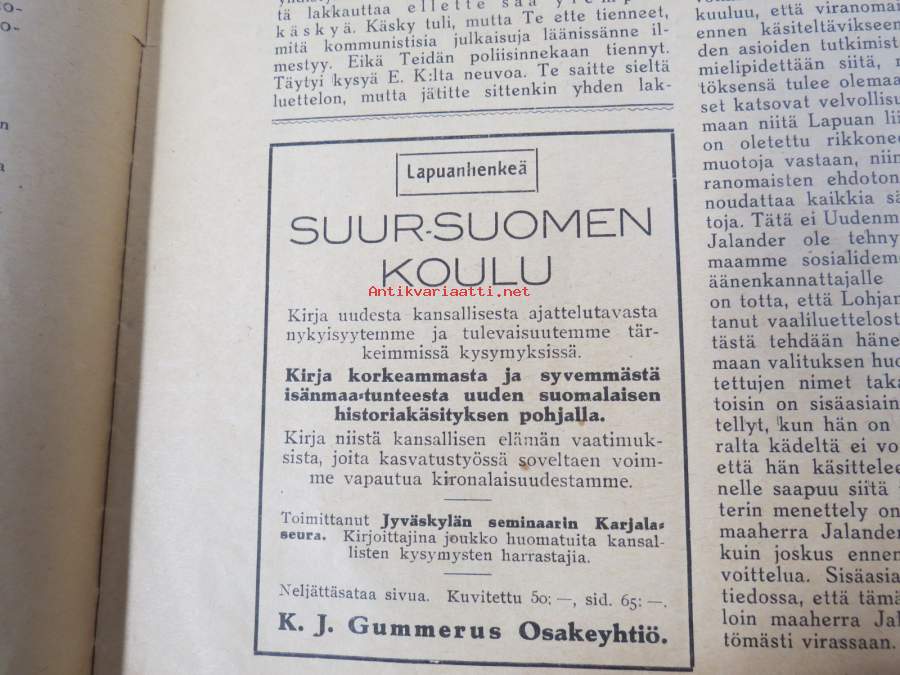 o-
o-
n
a
tä lakkauttaa ellette saa
käskyä. Käsky tuli, mutta Te ette tienneet,
mitä kommunistisia julkaisuja läänissänne il-
mestyy. Eikä Teidän poliisinnekaan tiennyt.
Täytyi kysyä E. K:lta neuvoa. Te saitte sieltä
luettelon, mutta jätitte sittenkin yhden lak-
Lapuanhenkeä
SUUR-SUOMEN
KOULU
Antikvariaatti.net
Kirja uudesta kansallisesta ajattelutavasta
nykyisyytemme ja tulevaisuutemme tär-
keimmissä kysymyksissä.
Kirja korkeammasta ja syvemmästä
isänmaa-tunteesta uuden suomalaisen
historiakäsityksen pohjalla.
Kirja niistä kansallisen elämän vaatimuk-
sista, joita kasvatustyössä soveltaen voim-
me vapautua kironalaisuudestamme.
Toimittanut Jyväskylän seminaarin Karjala-
seura. Kirjoittajina joukko huomatuita kansal-
listen kysymysten harrastajia.
Neljättäsataa sivua. Kuvitettu 50: —, sid. 65: —.
K. J. Gummerus Osakeyhtiö.
kuuluu, että viranomai
ennen käsiteltävikseen
den asioiden tutkimist
mielipidettään siitä, m
töksensä tulee olemaa
set katsovat velvollisu
maan niitä Lapuan lii
on oletettu rikkonee
muotoja vastaan, niin
ranomaisten ehdoton
noudattaa kaikkia sä
toja. Tätä ei Uudenm
Jalander ole tehny
maamme sosialideme
äänenkannattajalle
on totta, että Lohjan
tanut vaaliluettelost
tästä tehdään häne
maan valituksen huo
tettujen nimet taka
toisin on sisäasiain
tellyt, kun hän on
ralta kädeltä ei vo
että hän käsittelee
nelle saapuu siitä
terin menettely on
maaherra Jalander
kuin joskus ennen
voittelua. Sisäasia
tiedossa, että tämä
loin maaherra Jal
tömästi virassaan.